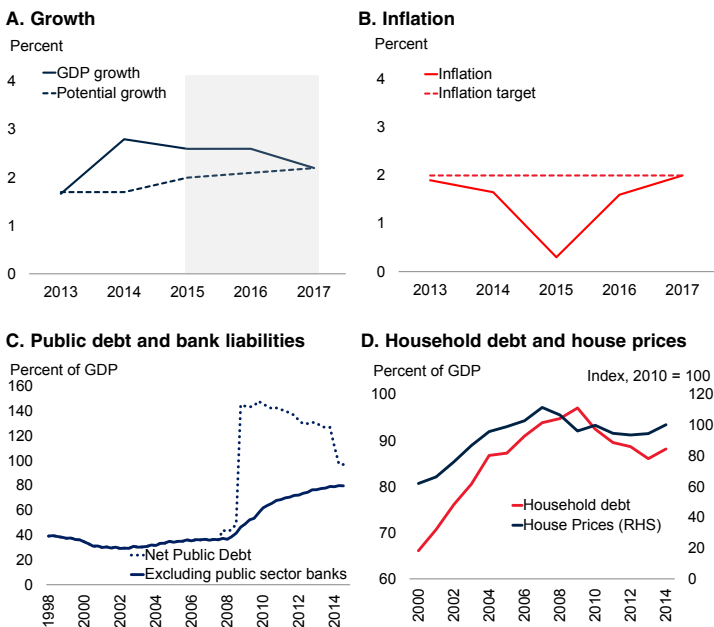 A. Growth
Percent
4
3
2
1
0
GDP growth
Potential growth
2013 2014 2015 2016 2017
B. Inflation
Percent
4
3
2
1
0
Inflation
Inflation target
2013 2014 2015 2016 2017
C. Public debt and bank liabilities
Percent of GDP
160
140
120
100
80
60
40
20
0
Net Public Debt
Excluding public sector banks
1998 2000 2002 2004 2006 2008 2010 2012 2014
D. Household debt and house prices
Percent of GDP
Index, 2010 = 100
100
90
80
70
60
120
100
80
60
40
20
0
Household debt
House Prices (RHS)
2000 2002 2004 2006 2008 2010 2012 2014